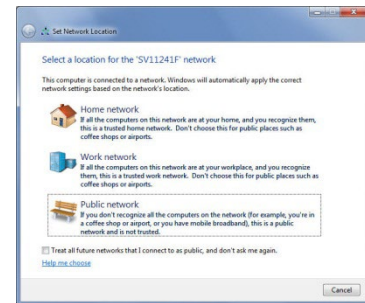 Set Network Location
Select a location for the 'SV11241F' network
This computer is connected to a network. Windows will automatically apply the correct
network settings based on the network's location.
Home network
If all the computers on this network are at your home, and you recognize them,
this is a trusted home network. Don't choose this for public places such as
coffee shops or airports.
Work network
If all the computers on this network are at your workplace, and you recognize
them, this is a trusted work network. Don't choose this for public places such as
coffee shops or airports.
Public network
If you don't recognize all the computers on the network (for example, you're in
a coffee shop or airport, or you have mobile broadband), this is a public
network and is not trusted.
Treat all future networks that I connect to as public, and don't ask me again.
Help me choose
Cancel